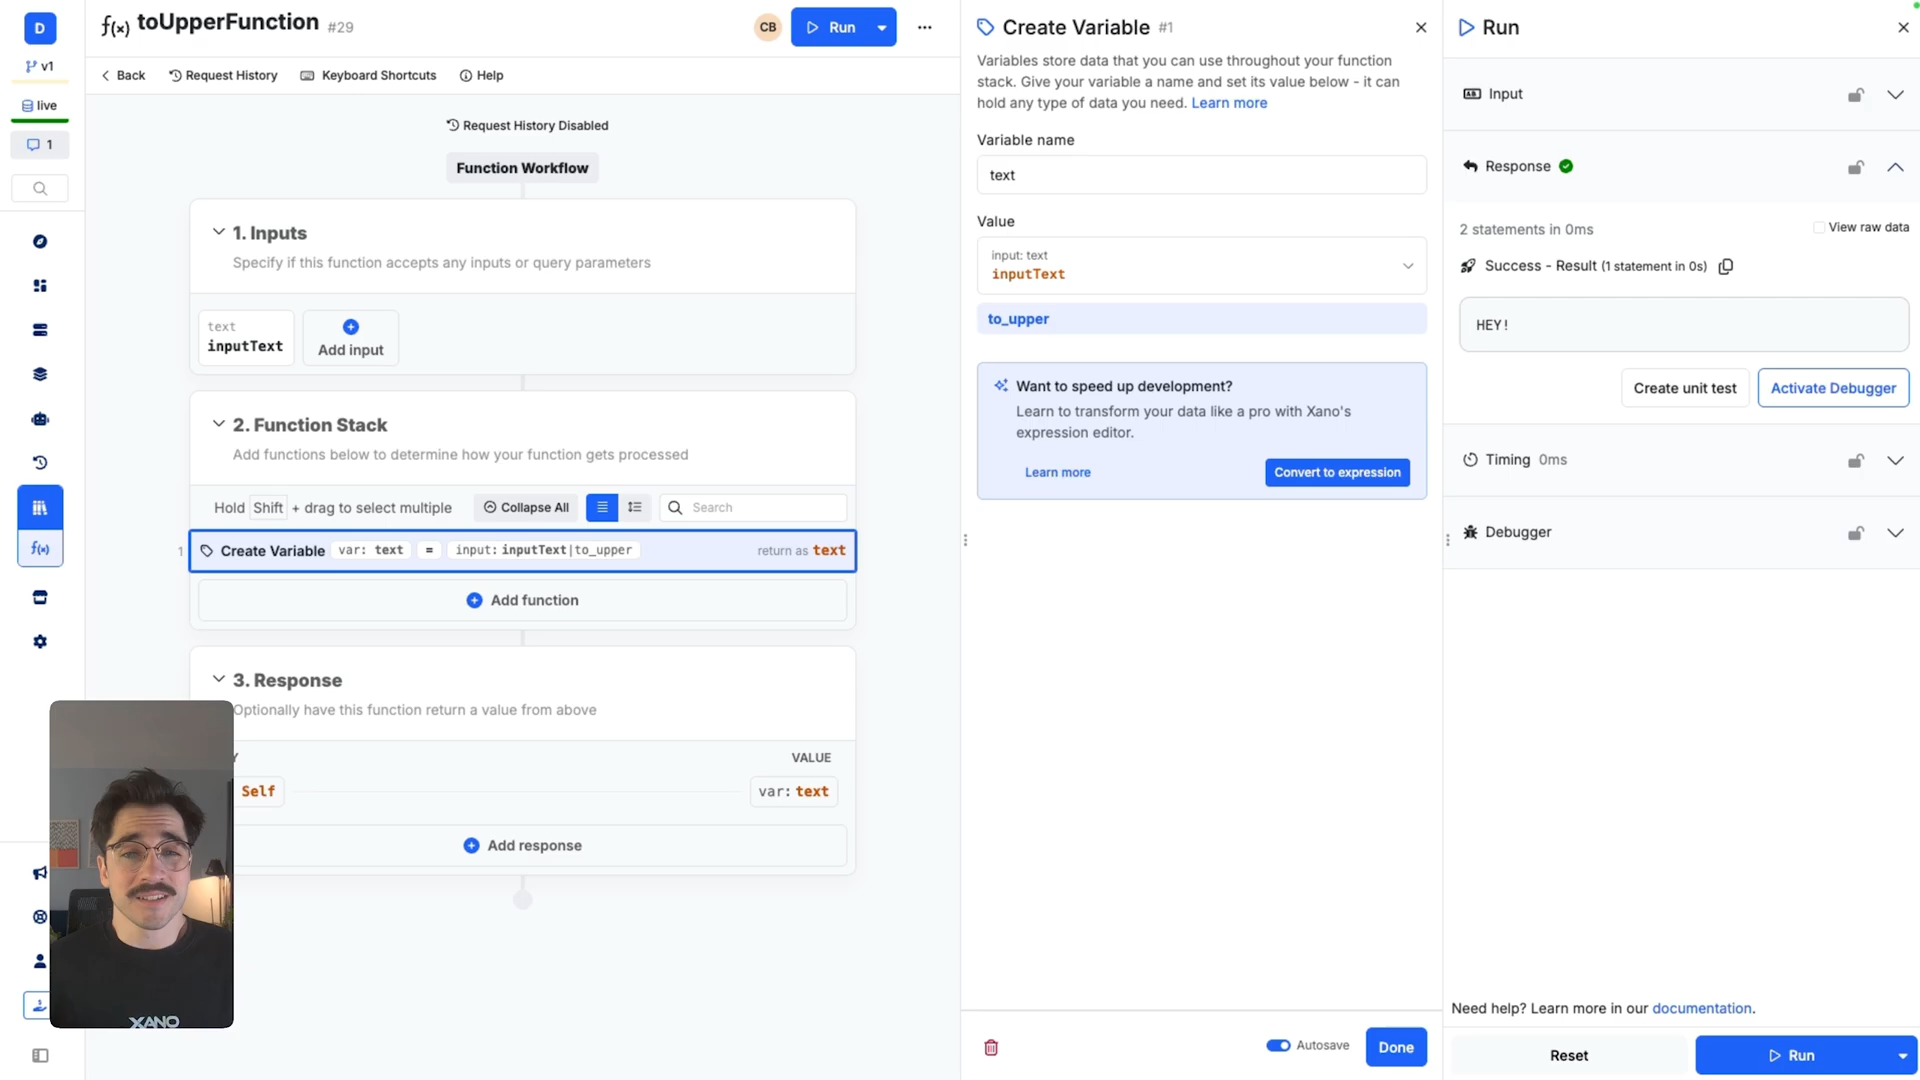 D
v1
live
1
f(x) toUpperFunction #29
CB
Run
Back
Request History
Keyboard Shortcuts
Help
Request History Disabled
Function Workflow
1. Inputs
Specify if this function accepts any inputs or query parameters
text
inputText
Add input
2. Function Stack
Add functions below to determine how your function gets processed
Hold Shift + drag to select multiple
Collapse All
Search
1
Create Variable var: text = input: inputText|to_upper return as text
Add function
3. Response
Optionally have this function return a value from above
Y VALUE
Self var: text
Add response
f(x)
XANO
Create Variable #1
Variables store data that you can use throughout your function
stack. Give your variable a name and set its value below - it can
hold any type of data you need. Learn more
Variable name
text
Value
input: text
inputText
to_upper
Want to speed up development?
Learn to transform your data like a pro with Xano's
expression editor.
Learn more
Convert to expression
Autosave
Done
Run
Input
Response
2 statements in 0ms
View raw data
Success - Result (1 statement in 0s)
HEY!
Create unit test
Activate Debugger
Timing 0ms
Debugger
Need help? Learn more in our documentation.
Reset
Run